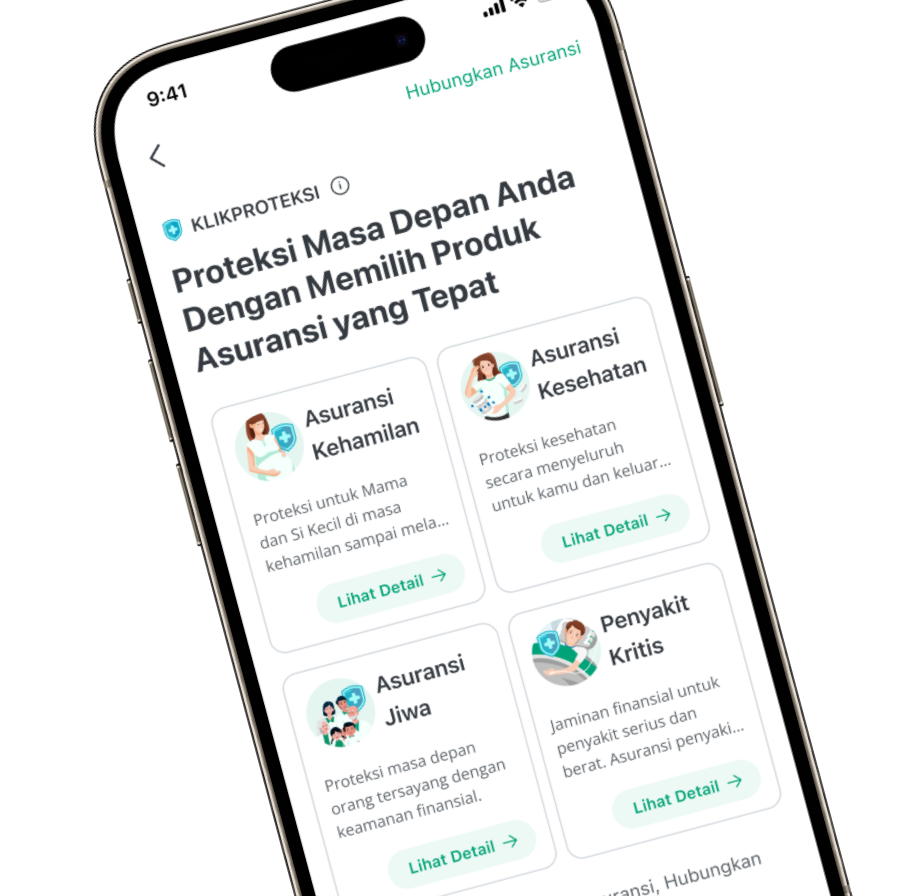 9:41
Hubungkan Asuransi
KLIKPROTEKSI
Proteksi Masa Depan Anda
Dengan Memilih Produk
Asuransi yang Tepat
Asuransi
Kehamilan
Proteksi untuk Mama
dan Si Kecil di masa
kehamilan sampai mela...
Lihat Detail
Asuransi
Kesehatan
Proteksi kesehatan
secara menyeluruh
untuk kamu dan keluar...
Lihat Detail
Asuransi
Jiwa
Proteksi masa depan
orang tersayang dengan
keamanan finansial.
Lihat Detail
Penyakit
Kritis
Jaminan finansial untuk
penyakit serius dan
berat. Asuransi penyaki...
Lihat Detail
Hubungkan